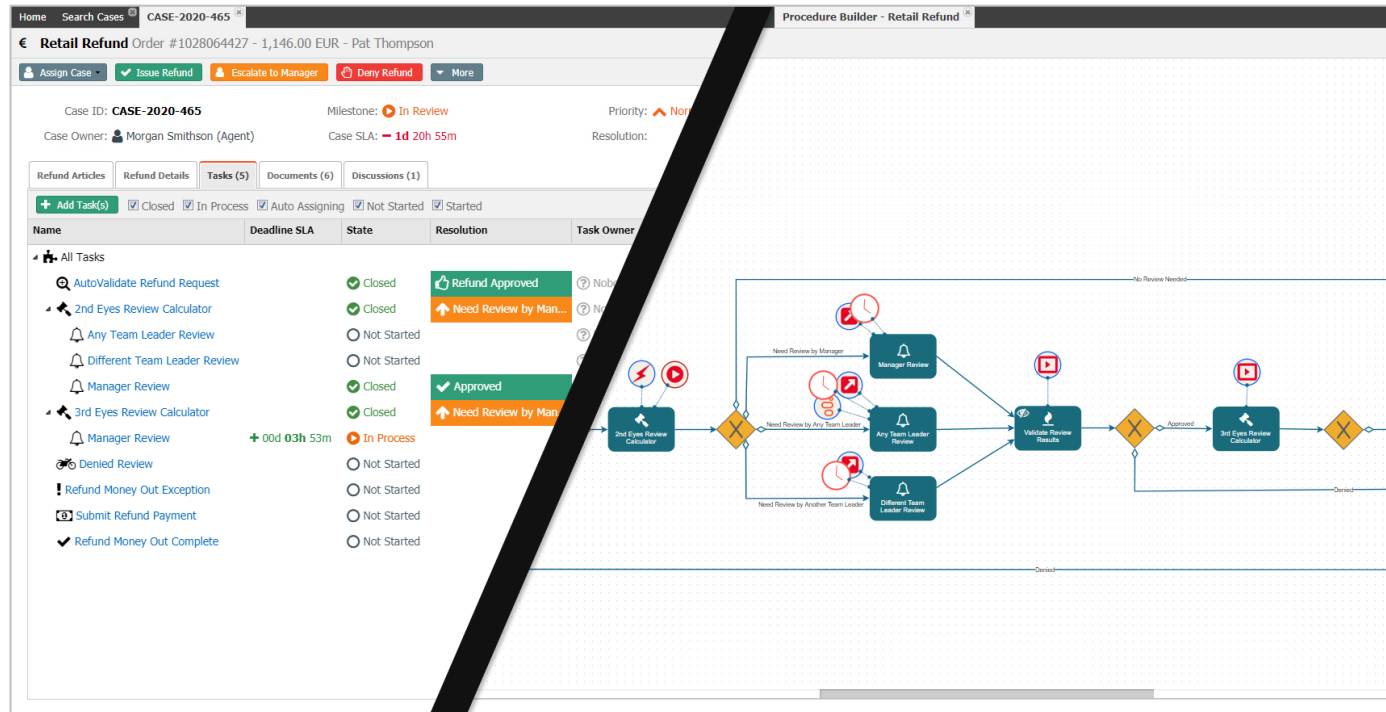 Home Search Cases CASE-2020-465
Procedure Builder - Retail Refund
€ Retail Refund Order #1028064427 - 1,146.00 EUR - Pat Thompson
Assign Case Issue Refund Escalate to Manager Deny Refund More
Case ID: CASE-2020-465 Milestone: In Review Priority:
Case Owner: Morgan Smithson (Agent) Case SLA: 1d 20h 55m Resolution:
Refund Articles Refund Details Tasks (5) Documents (6) Discussions (1)
Add Task(s) Closed In Process Auto Assigning Not Started Started
Name Deadline SLA State Resolution Task Owner
All Tasks
AutoValidate Refund Request Closed Refund Approved
2nd Eyes Review Calculator Closed Need Review by Man...
Any Team Leader Review Not Started
Different Team Leader Review Not Started
Manager Review Closed Approved
3rd Eyes Review Calculator Closed Need Review by Man
Manager Review + 00d 03h 53m In Process
Denied Review Not Started
Refund Money Out Exception Not Started
Submit Refund Payment Not Started
Refund Money Out Complete Not Started
No Review Needed
Need Review by Manager
Manager Review
2nd Eyes Review
Calculator
Need Review by Any Team Leader
Any Team Leader
Review
Validate Review
Results
Approved
3rd Eyes Review
Calculator
Need Review by Another Team Leader
Different Team
Leader Review
Denied
Denied